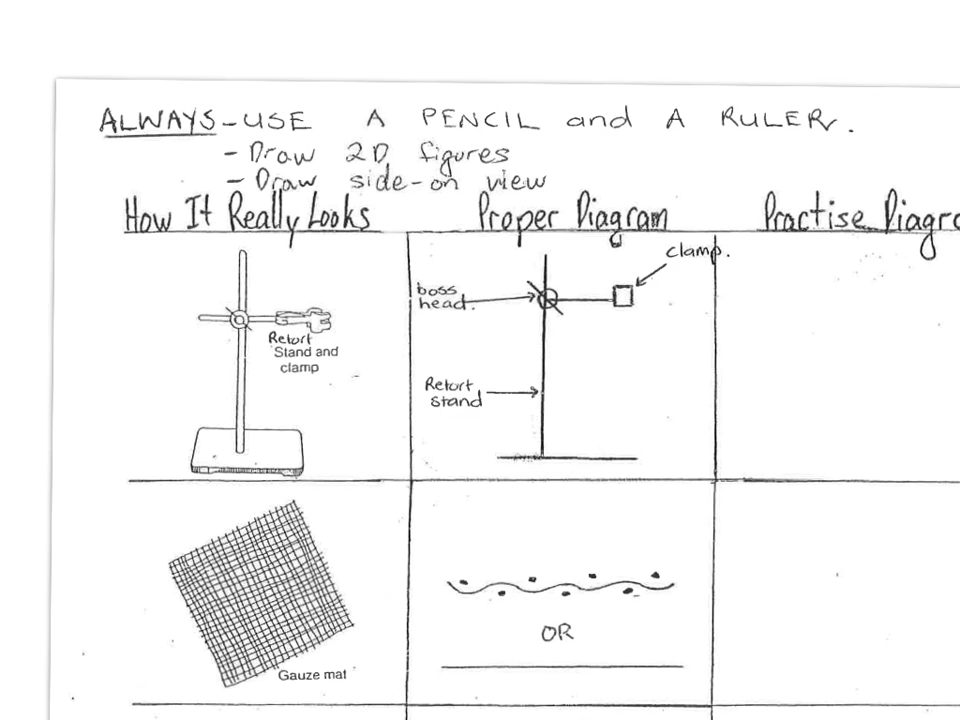 ALWAYS - USE A PENCIL and A RULER.
- Draw 2D figures
- Draw side-on view
How It Really Looks
Proper Diagram
Practise Diagra
clamp.
boss
head.
Retort
Stand and
clamp
Retort
stand
OR
Gauze mat